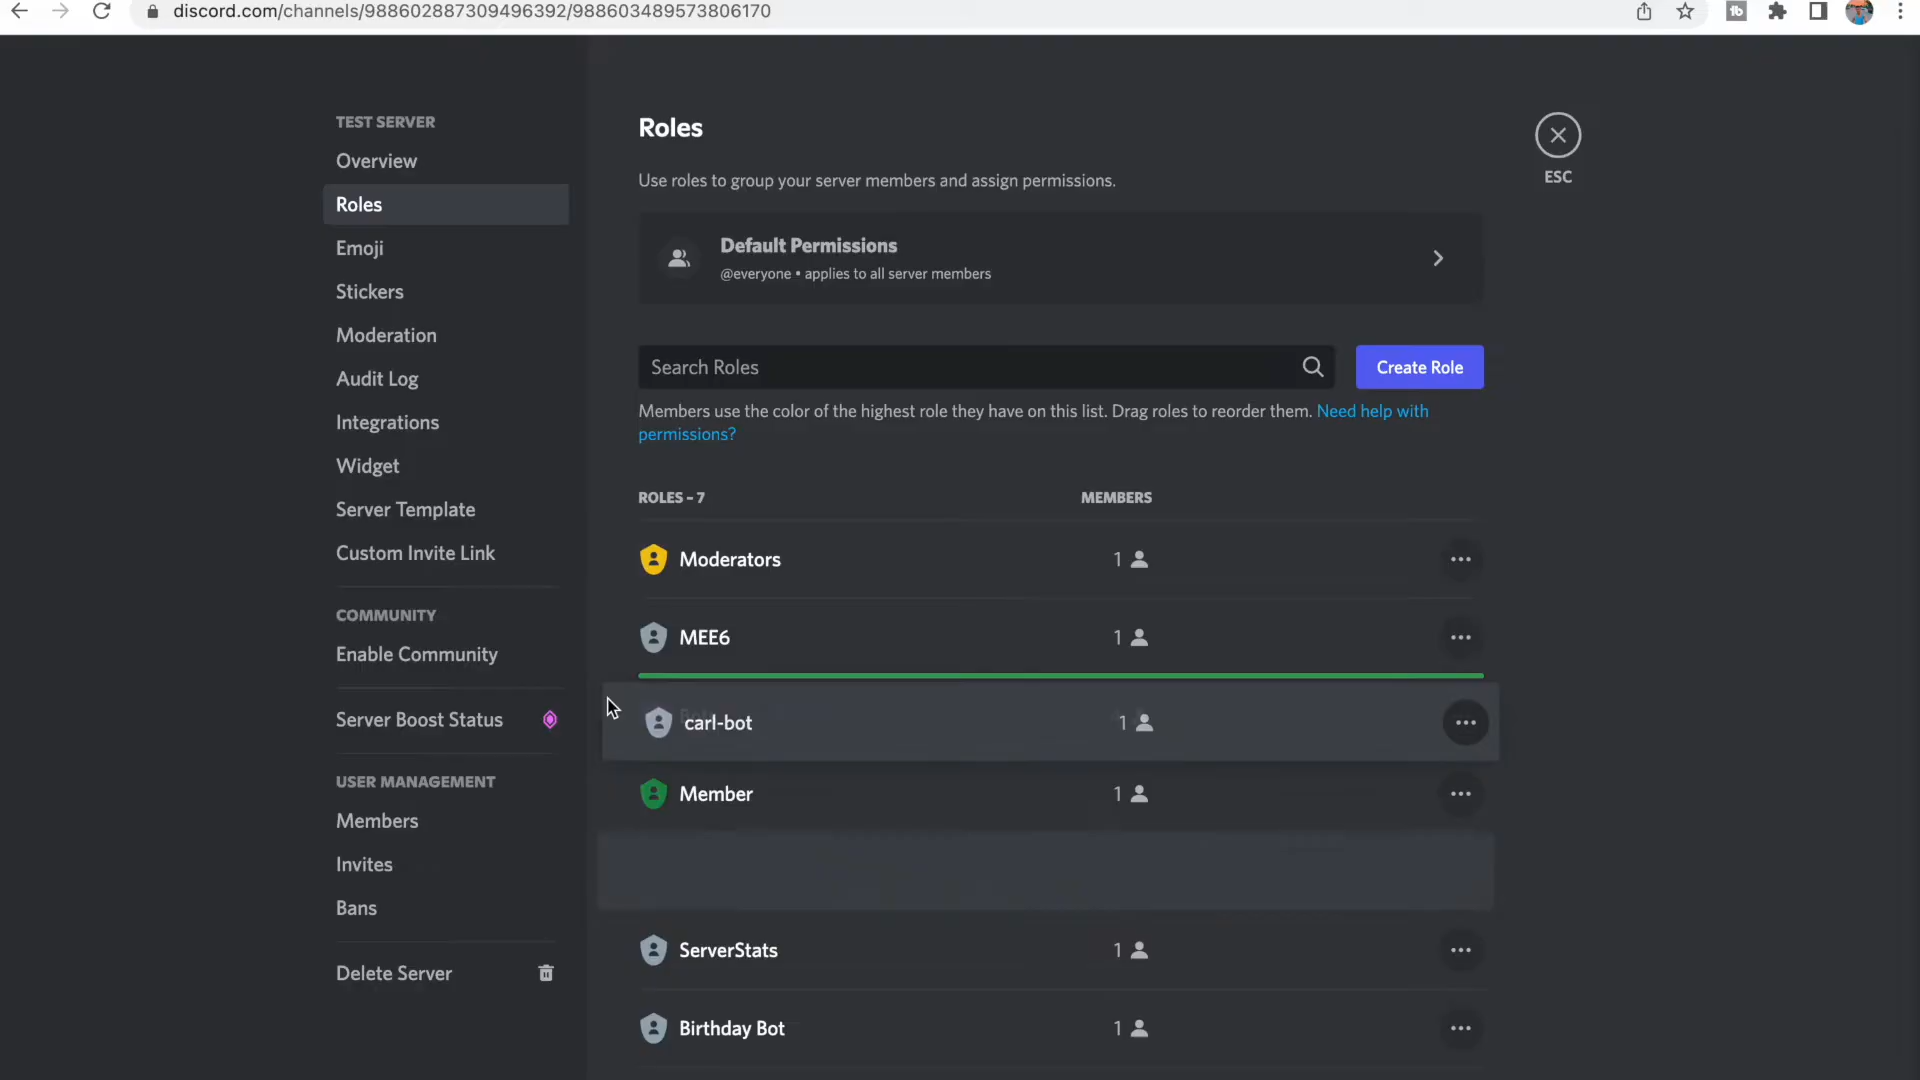 discord.com/channels/988602887309496392/988603489573806170
TEST SERVER
Overview
Roles
Emoji
Stickers
Moderation
Audit Log
Integrations
Widget
Server Template
Custom Invite Link
COMMUNITY
Enable Community
Server Boost Status
USER MANAGEMENT
Members
Invites
Bans
Delete Server
Roles
Use roles to group your server members and assign permissions.
Default Permissions
@everyone • applies to all server members
Search Roles
Create Role
Members use the color of the highest role they have on this list. Drag roles to reorder them. Need help with
permissions?
ROLES – 7 MEMBERS
Moderators 1
MEE6 1
carl-bot 1
Member 1
ServerStats 1
Birthday Bot 1
ESC